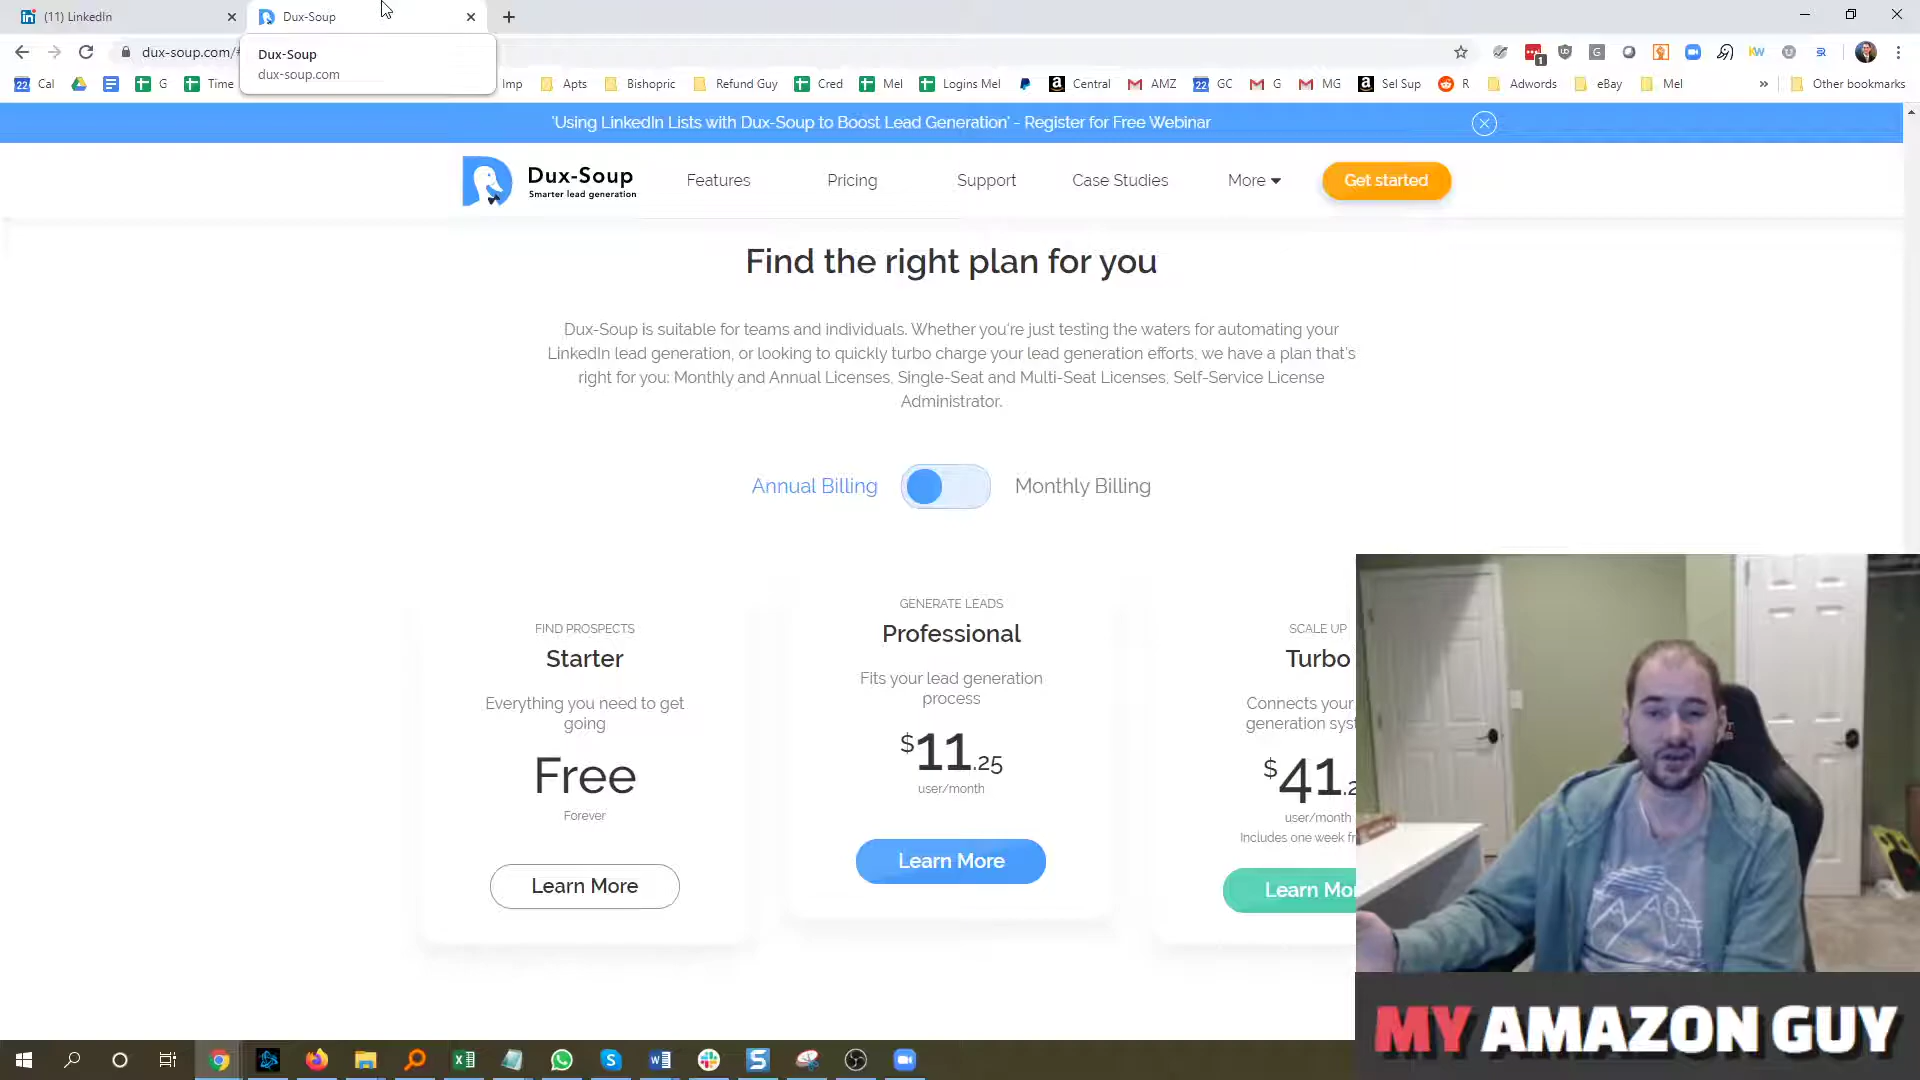 (11) LinkedIn
Dux-Soup
dux-soup.com/#
Dux-Soup
dux-soup.com
Cal
G
Time
Imp
Apts
Bishopric
Refund Guy
Cred
Mel
Logins Mel
Central
AMZ
GC
G
MG
Sel Sup
R
Adwords
eBay
Mel
»
Other bookmarks
'Using LinkedIn Lists with Dux-Soup to Boost Lead Generation' - Register for Free Webinar
Dux-Soup
Smarter lead generation
Features
Pricing
Support
Case Studies
More
Get started
Find the right plan for you
Dux-Soup is suitable for teams and individuals. Whether you're just testing the waters for automating your
LinkedIn lead generation, or looking to quickly turbo charge your lead generation efforts, we have a plan that's
right for you: Monthly and Annual Licenses, Single-Seat and Multi-Seat Licenses, Self-Service License
Administrator.
Annual Billing
Monthly Billing
FIND PROSPECTS
Starter
Everything you need to get
going
Free
Forever
Learn More
GENERATE LEADS
Professional
Fits your lead generation
process
$11.25
user/month
Learn More
SCALE UP
Turbo
Connects your
generation sys
$41.2
user/month
Includes one week fr
Learn Mor
MY AMAZON GUY